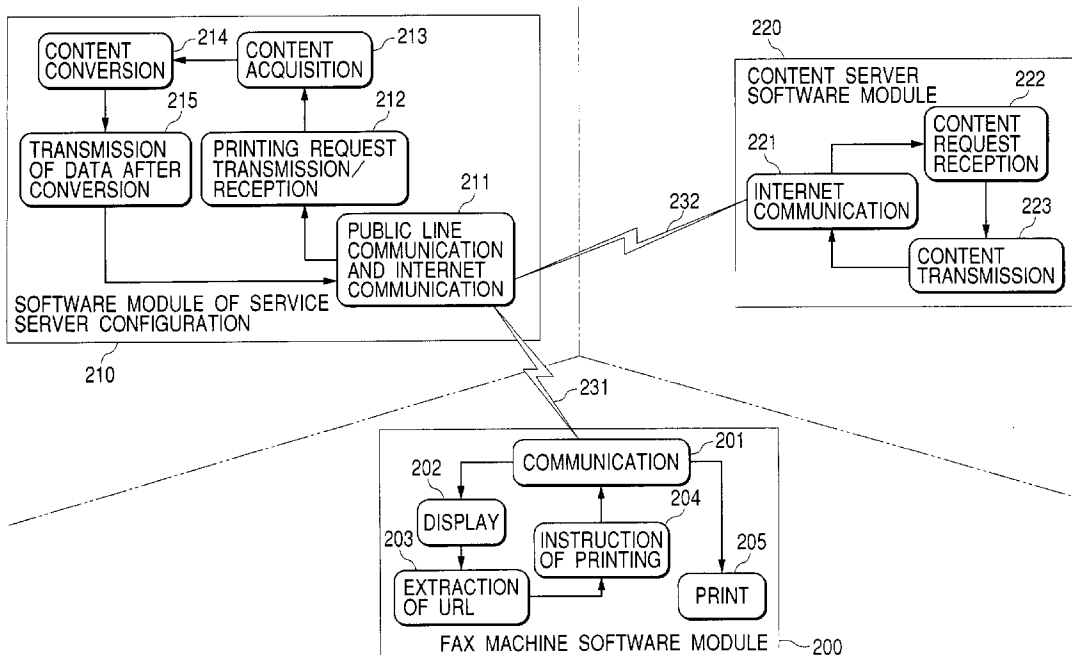 214
CONTENT
CONVERSION
213
CONTENT
ACQUISITION
215
TRANSMISSION
OF DATA AFTER
CONVERSION
212
PRINTING REQUEST
TRANSMISSION/
RECEPTION
211
PUBLIC LINE
COMMUNICATION
AND INTERNET
COMMUNICATION
SOFTWARE MODULE OF SERVICE
SERVER CONFIGURATION
210
220
CONTENT SERVER
SOFTWARE MODULE
222
CONTENT
REQUEST
RECEPTION
221
INTERNET
COMMUNICATION
223
CONTENT
TRANSMISSION
232
231
201
COMMUNICATION
202
DISPLAY
203
EXTRACTION
OF URL
204
INSTRUCTION
OF PRINTING
205
PRINT
FAX MACHINE SOFTWARE MODULE
200